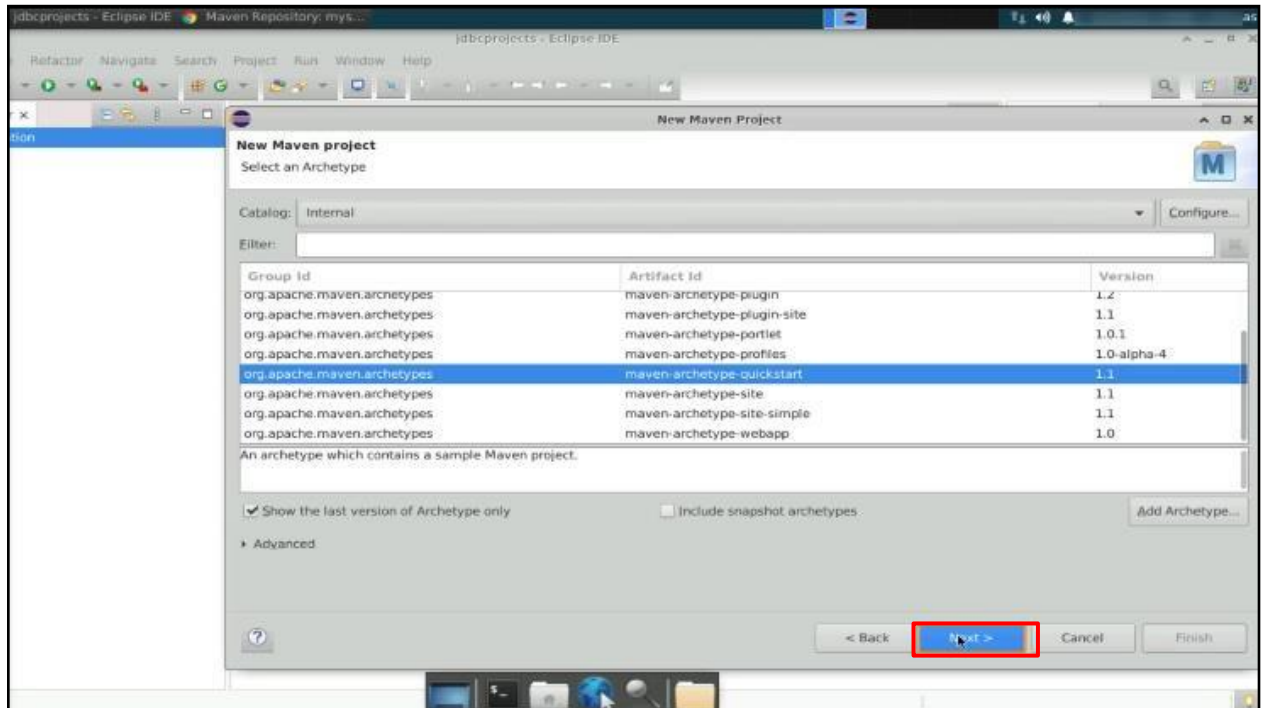 jdbcprojects - Eclipse IDE Maven Repository: mys...
as
jdbcprojects - Eclipse IDE
Refactor Navigate Search Project Run Window Help
New Maven Project
tion
New Maven project
Select an Archetype
Catalog: Internal Configure...
Filter:
Group Id Artifact Id Version
org.apache.maven.archetypes maven-archetype-plugin 1.2
org.apache.maven.archetypes maven-archetype-plugin-site 1.1
org.apache.maven.archetypes maven-archetype-portlet 1.0.1
org.apache.maven.archetypes maven-archetype-profiles 1.0-alpha-4
org.apache.maven.archetypes maven-archetype-quickstart 1.1
org.apache.maven.archetypes maven-archetype-site 1.1
org.apache.maven.archetypes maven-archetype-site-simple 1.1
org.apache.maven.archetypes maven-archetype-webapp 1.0
An archetype which contains a sample Maven project.
Show the last version of Archetype only Include snapshot archetypes Add Archetype...
Advanced
< Back Next > Cancel Finish